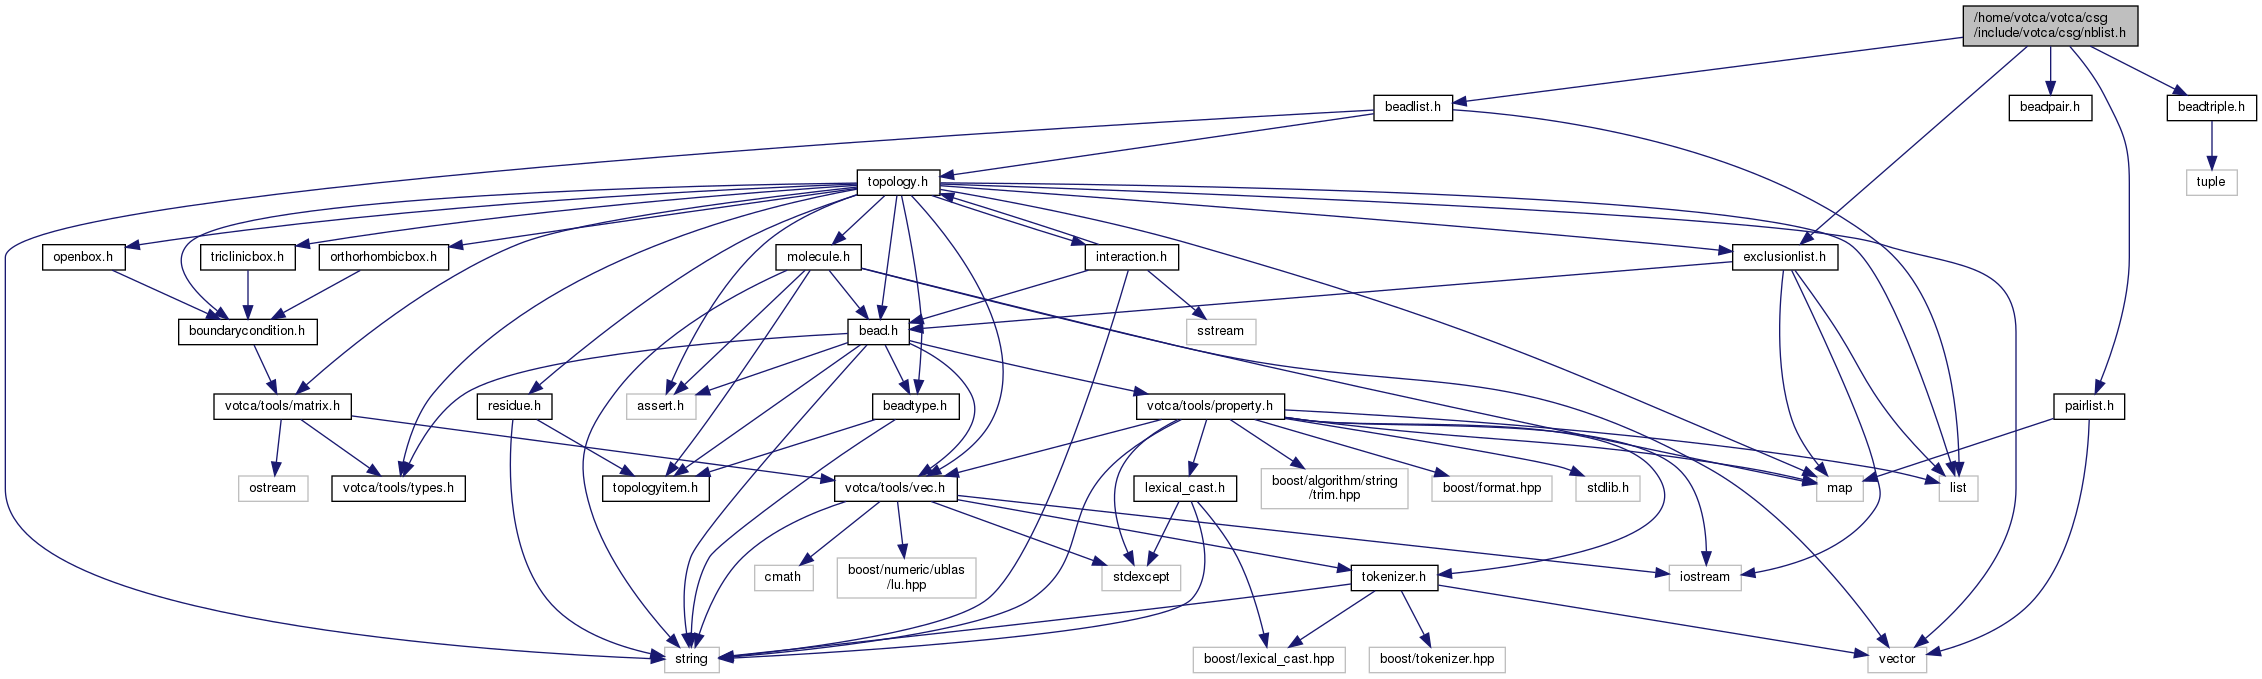 /home/votca/votca/csg
/include/votca/csg/nblist.h
beadlist.h
beadpair.h
beadtriple.h
topology.h
tuple
openbox.h
triclinicbox.h
orthorhombicbox.h
molecule.h
interaction.h
exclusionlist.h
boundarycondition.h
bead.h
sstream
votca/tools/matrix.h
residue.h
assert.h
beadtype.h
votca/tools/property.h
pairlist.h
ostream
votca/tools/types.h
topologyitem.h
votca/tools/vec.h
lexical_cast.h
boost/algorithm/string
/trim.hpp
boost/format.hpp
stdlib.h
map
list
cmath
boost/numeric/ublas
/lu.hpp
stdexcept
tokenizer.h
iostream
string
boost/lexical_cast.hpp
boost/tokenizer.hpp
vector